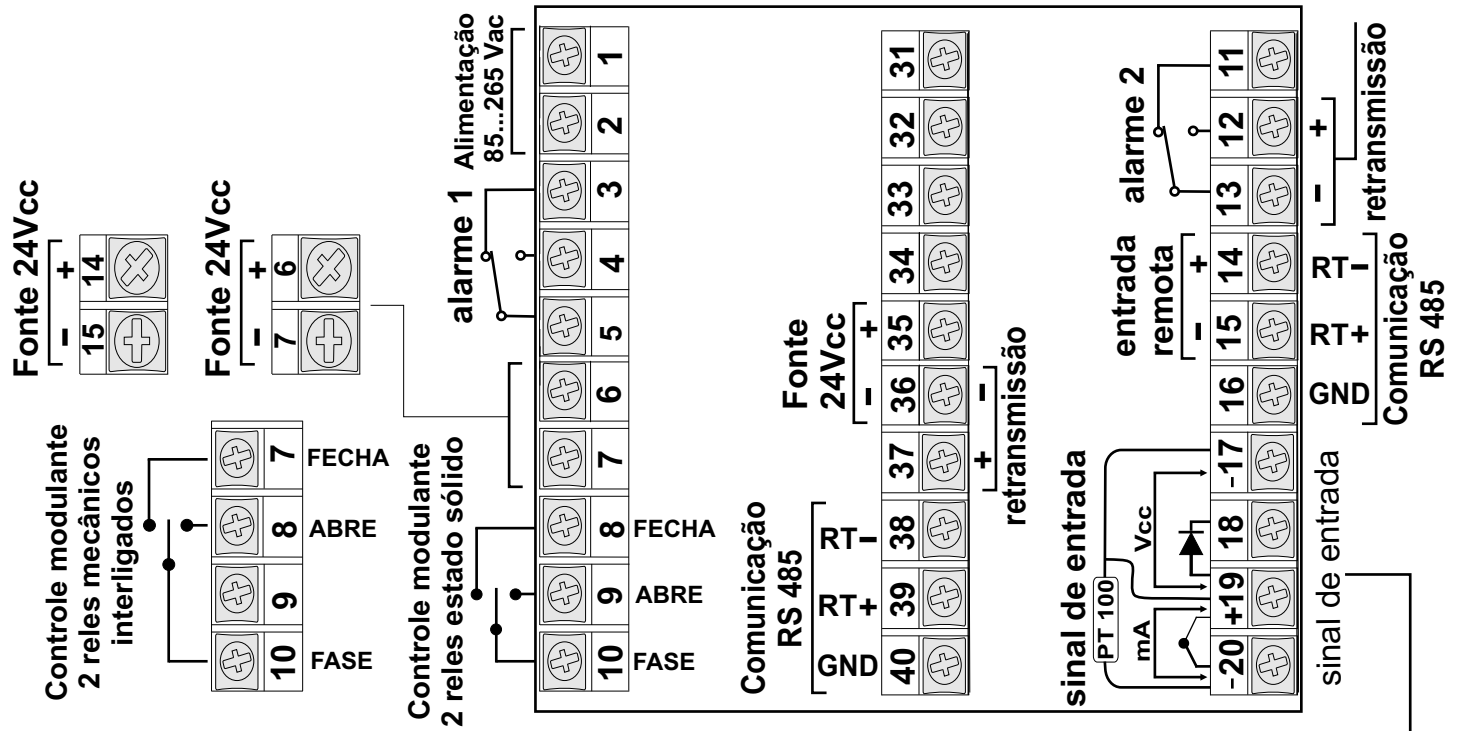 Fonte 24Vcc
- +
15 14
Fonte 24Vcc
- +
7 6
Controle modulante
2 reles mecânicos
interligados
7 FECHA
8 ABRE
9
10 FASE
Controle modulante
2 reles estado sólido
Alimentação
85...265 Vac
1
2
alarme 1
3
4
5
6
7
8 FECHA
9 ABRE
10 FASE
31
32
33
34
Fonte
24Vcc
- +
35
36
37
+ -
retransmissão
Comunicação
RS 485
RT- 38
RT+ 39
GND 40
alarme 2
11
12
13
- +
retransmissão
entrada
remota
- +
14 RT-
15 RT+
16 GND
Comunicação
RS 485
sinal de entrada
PT 100
mA
Vcc
-17
18
+19
-20
sinal de entrada